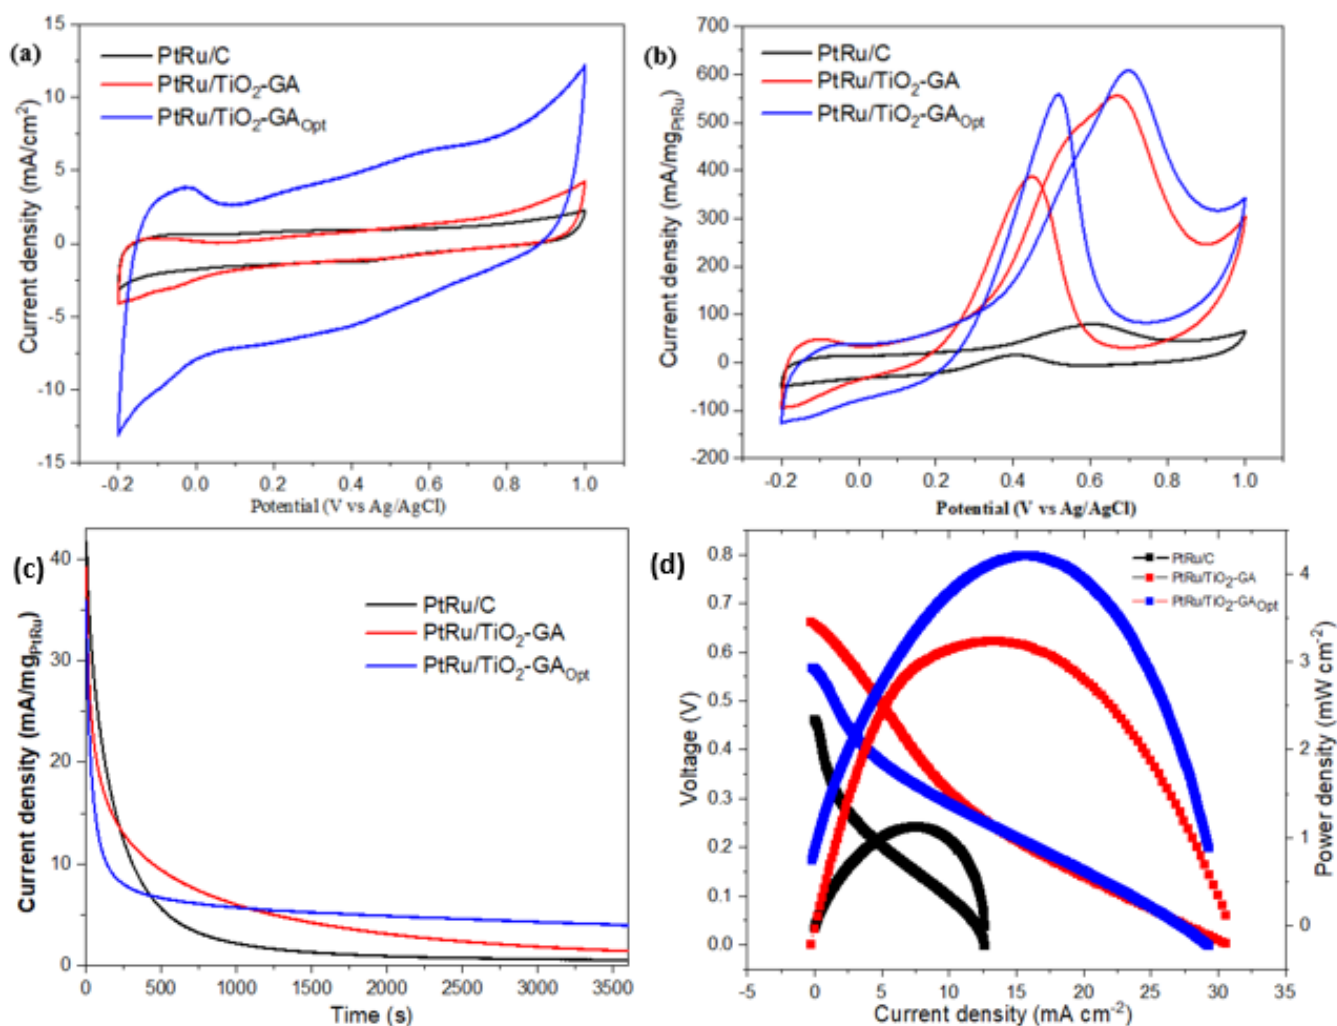 (a)
PtRu/C
PtRu/TiO₂-GA
PtRu/TiO₂-GA_Opt
Current density (mA/cm²)
15
10
5
0
-5
-10
-15
-0.2 0.0 0.2 0.4 0.6 0.8 1.0
Potential (V vs Ag/AgCl)
(b)
PtRu/C
PtRu/TiO₂-GA
PtRu/TiO₂-GA_Opt
Current density (mA/mg_PtRu)
700
600
500
400
300
200
100
0
-100
-200
-0.2 0.0 0.2 0.4 0.6 0.8 1.0
Potential (V vs Ag/AgCl)
(c)
PtRu/C
PtRu/TiO₂-GA
PtRu/TiO₂-GA_Opt
Current density (mA/mg_PtRu)
40
30
20
10
0
0 500 1000 1500 2000 2500 3000 3500
Time (s)
(d)
PtRu/C
PtRu/TiO₂-GA
PtRu/TiO₂-GA_Opt
Voltage (V)
0.8
0.7
0.6
0.5
0.4
0.3
0.2
0.1
0.0
-5 0 5 10 15 20 25 30 35
Current density (mA cm⁻²)
4
3
2
1
0
Power density (mW cm⁻²)